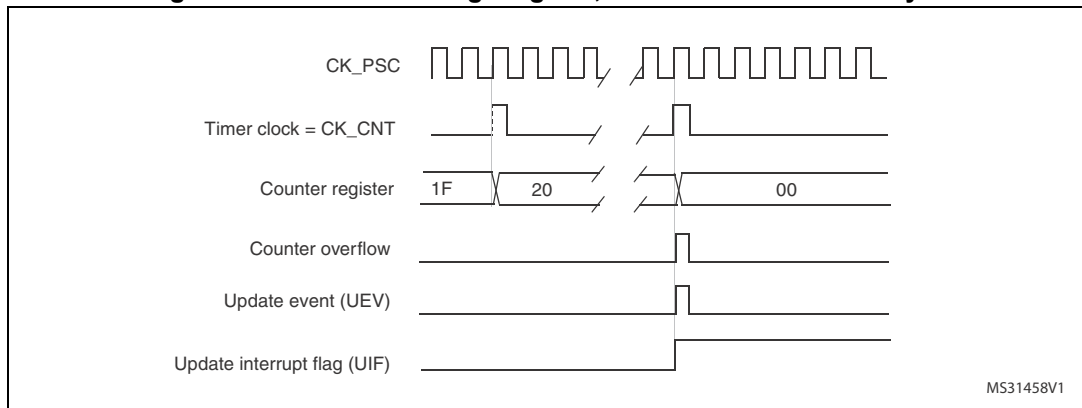 CK_PSC
Timer clock = CK_CNT
Counter register 1F 20 00
Counter overflow
Update event (UEV)
Update interrupt flag (UIF)
MS31458V1